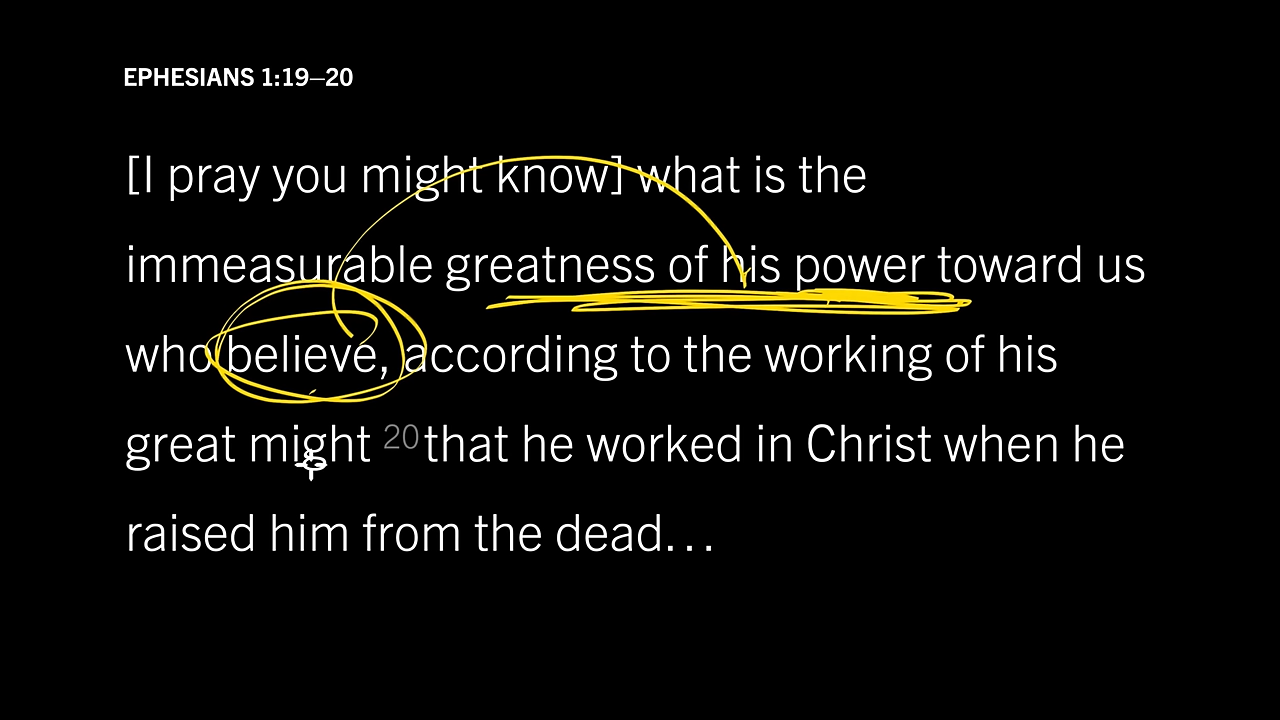 EPHESIANS 1:19–20
[I pray you might know] what is the
immeasurable greatness of his power toward us
who believe, according to the working of his
great might 20 that he worked in Christ when he
raised him from the dead…